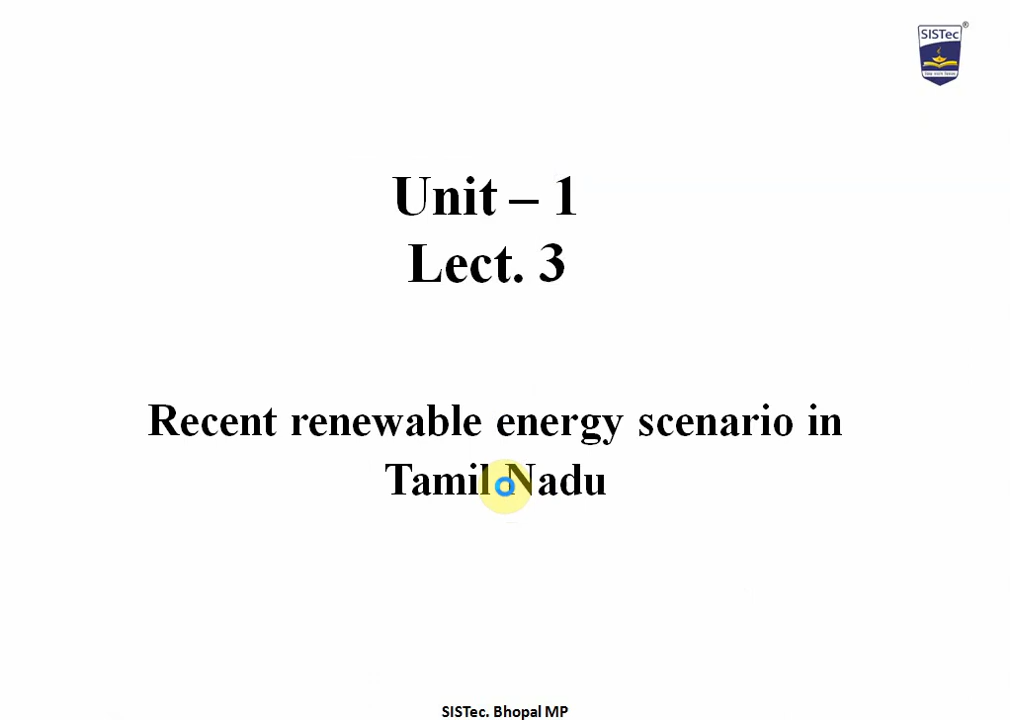 SISTec
®
Unit – 1
Lect. 3
Recent renewable energy scenario in
Tamil Nadu
SISTec. Bhopal MP